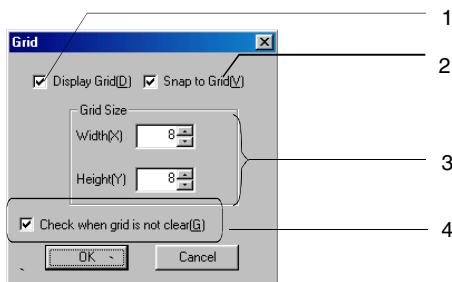 1
Grid
2
Display Grid(D) Snap to Grid(V)
Grid Size
Width(X) 8
3
Height(Y) 8
Check when grid is not clear(G)
4
OK Cancel